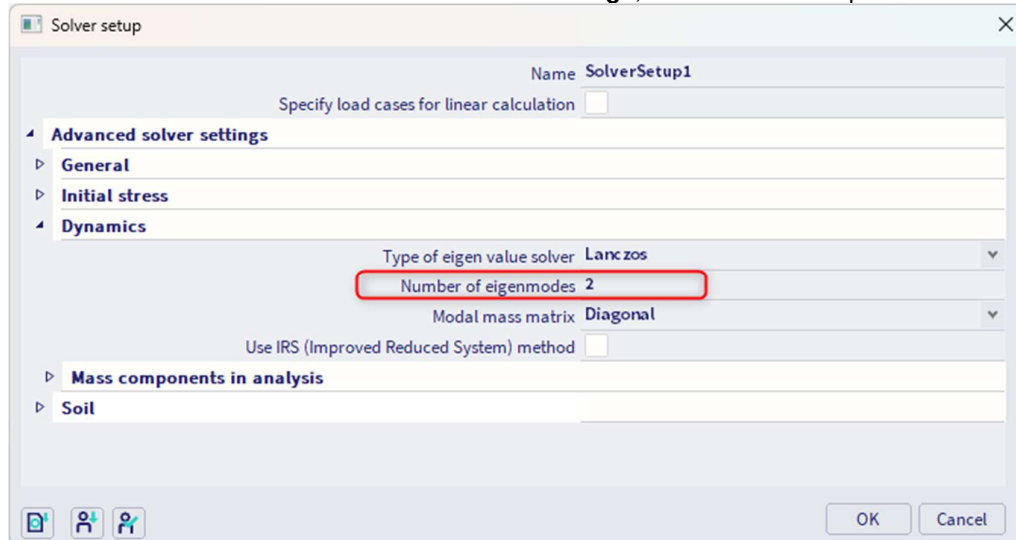 Solver setup
Name SolverSetup1
Specify load cases for linear calculation
Advanced solver settings
General
Initial stress
Dynamics
Type of eigen value solver Lanczos
Number of eigenmodes 2
Modal mass matrix Diagonal
Use IRS (Improved Reduced System) method
Mass components in analysis
Soil
OK Cancel